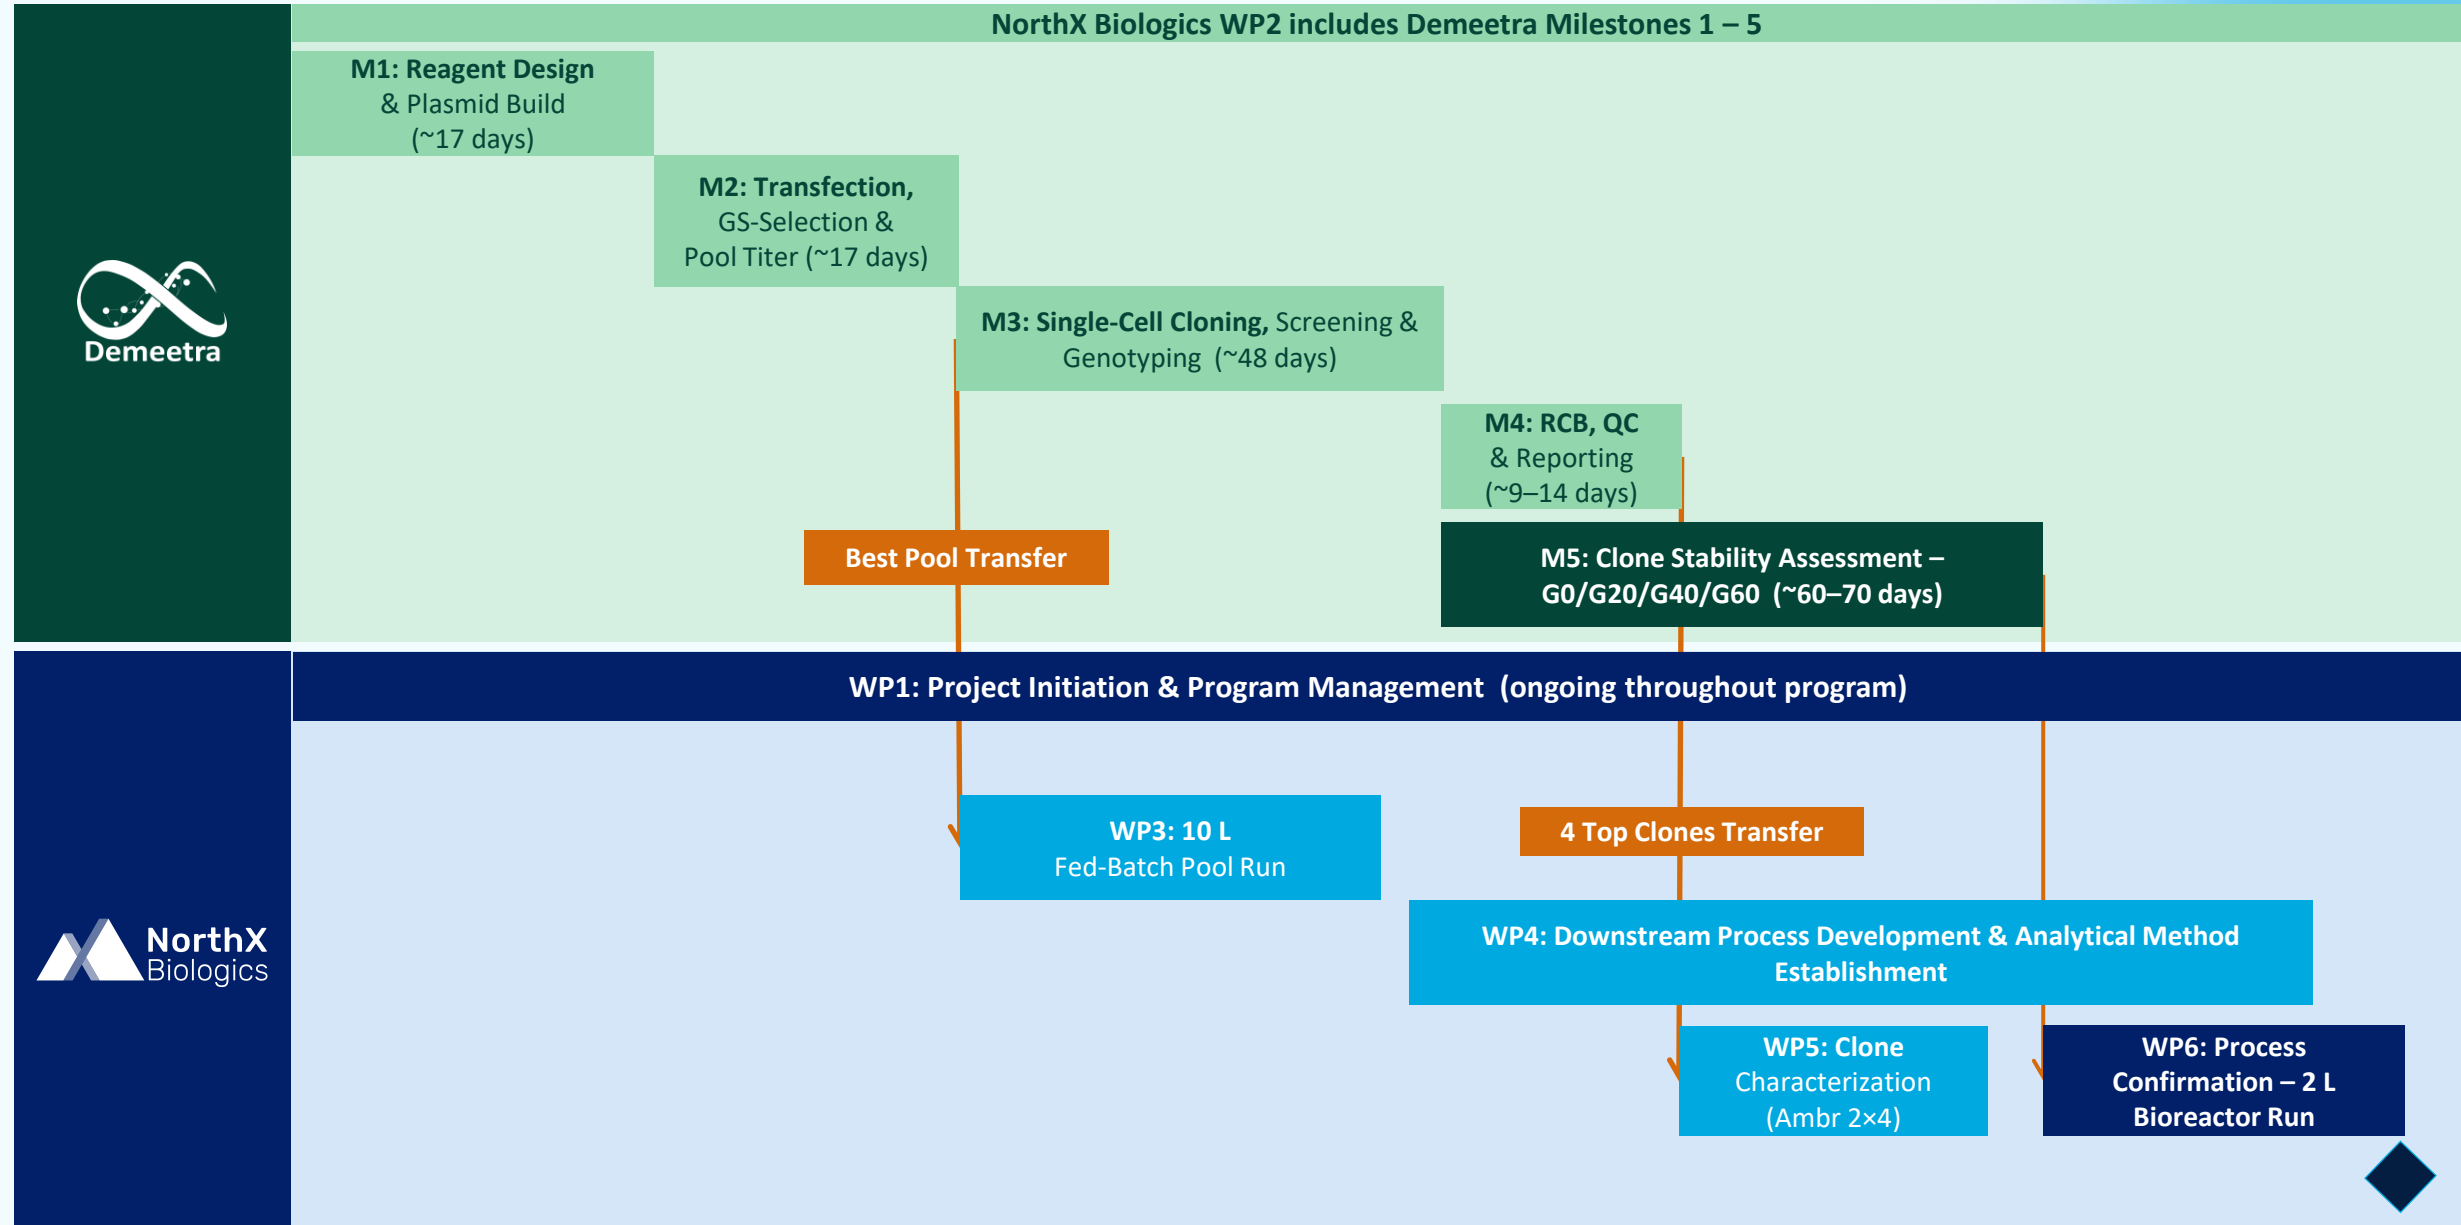 NorthX Biologics WP2 includes Demeetra Milestones 1 – 5
M1: Reagent Design
& Plasmid Build
(~17 days)
M2: Transfection,
GS-Selection &
Pool Titer (~17 days)
M3: Single-Cell Cloning, Screening &
Genotyping (~48 days)
Demeetra
M4: RCB, QC
& Reporting
(~9–14 days)
Best Pool Transfer
M5: Clone Stability Assessment –
G0/G20/G40/G60 (~60–70 days)
WP1: Project Initiation & Program Management (ongoing throughout program)
WP3: 10 L
Fed-Batch Pool Run
4 Top Clones Transfer
NorthX
Biologics
WP4: Downstream Process Development & Analytical Method
Establishment
WP5: Clone
Characterization
(Ambr 2×4)
WP6: Process
Confirmation – 2 L
Bioreactor Run